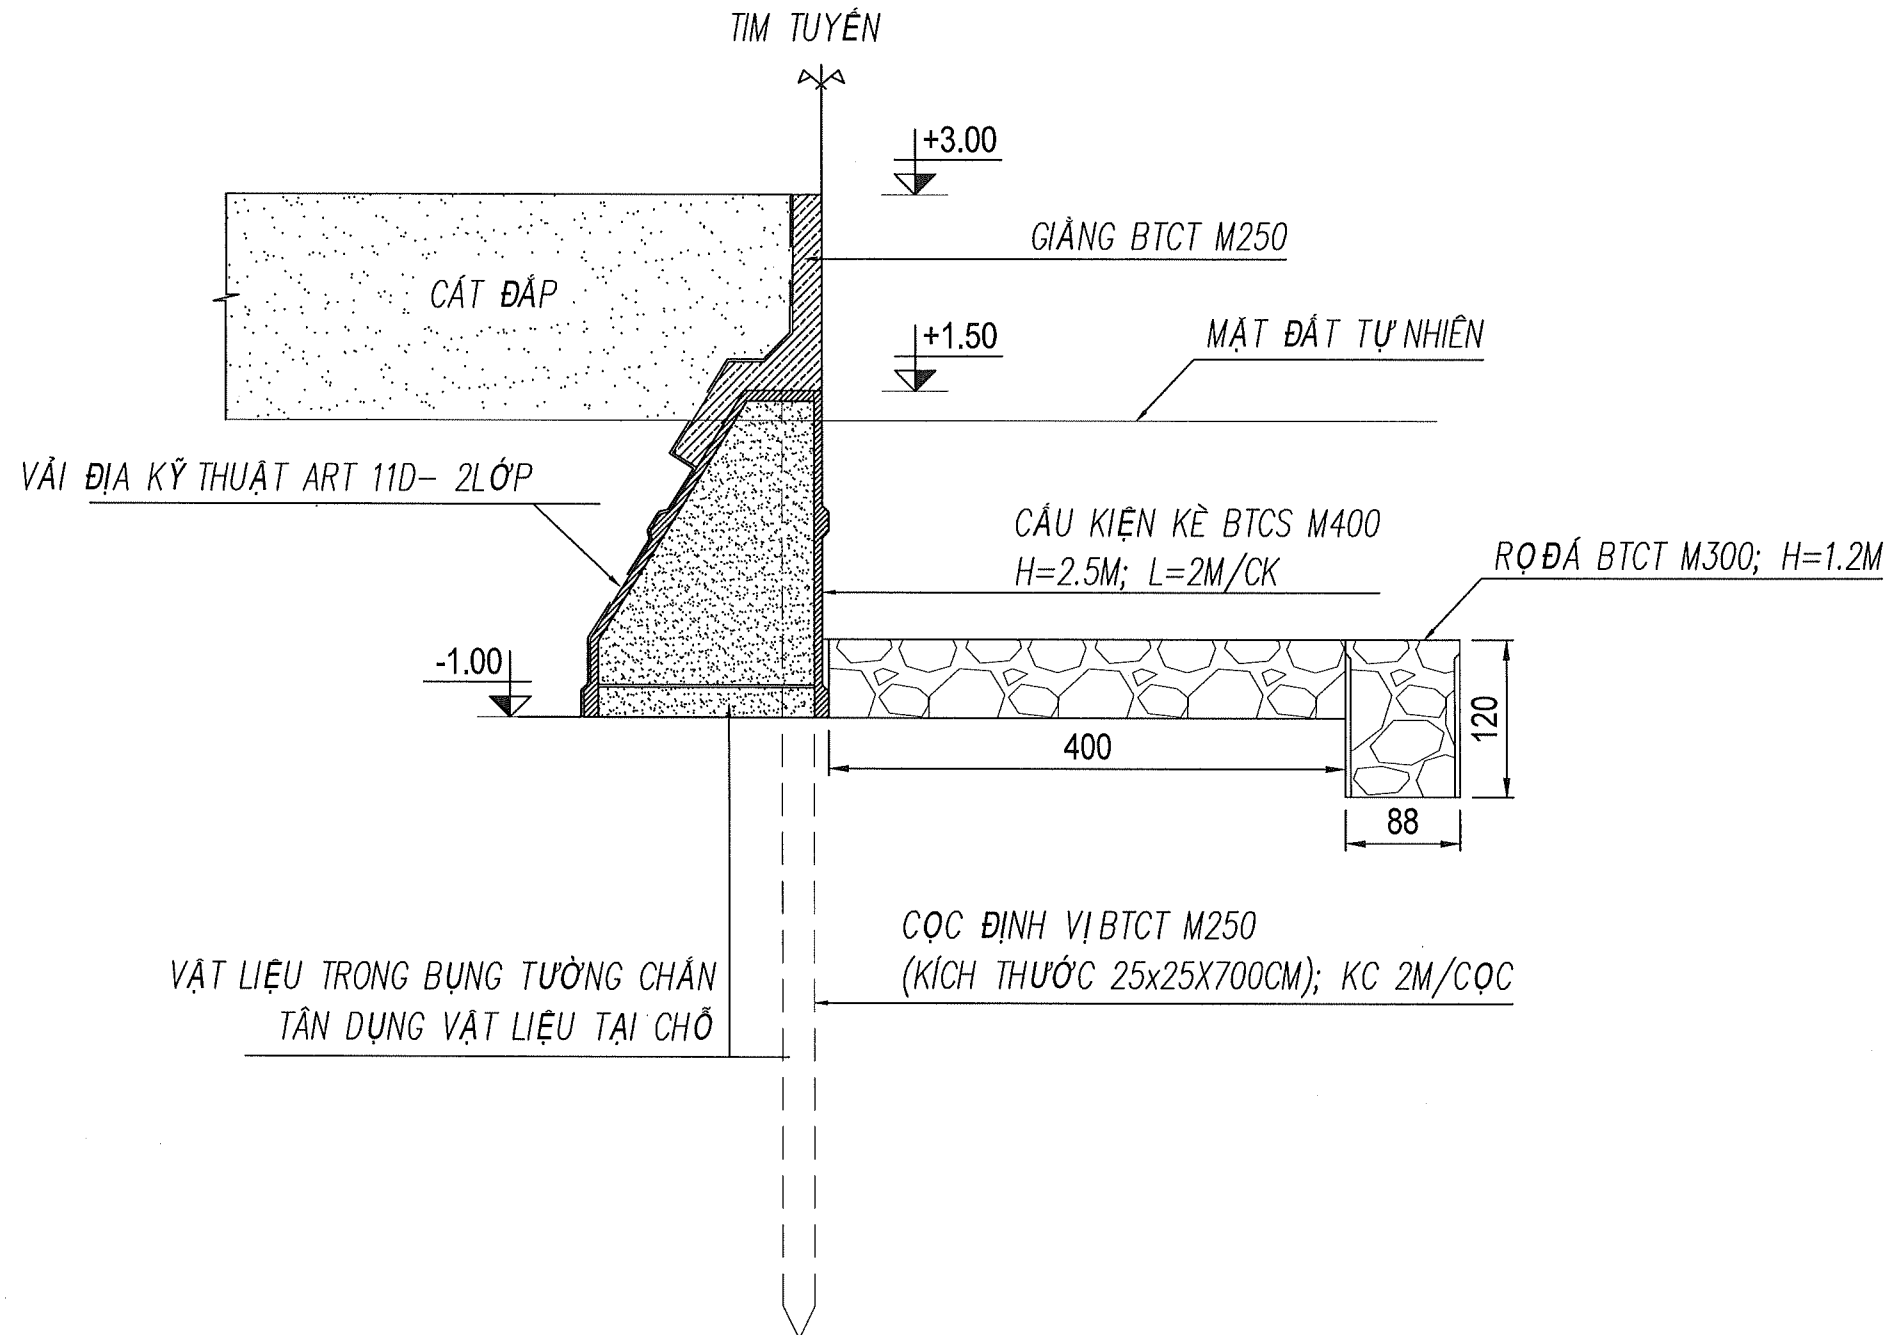 TIM TUYẾN
+3.00
GIẰNG BTCT M250
CÁT ĐẮP
+1.50
MẶT ĐẤT TỰ NHIÊN
VẢI ĐỊA KỸ THUẬT ART 11D- 2LỚP
CẤU KIỆN KÈ BTCS M400
H=2.5M; L=2M/CK
RỌ ĐÁ BTCT M300; H=1.2M
-1.00
120
400
88
CỌC ĐỊNH VỊ BTCT M250
(KÍCH THƯỚC 25x25X700CM); KC 2M/CỌC
VẬT LIỆU TRONG BỤNG TƯỜNG CHẮN
TẬN DỤNG VẬT LIỆU TẠI CHỖ